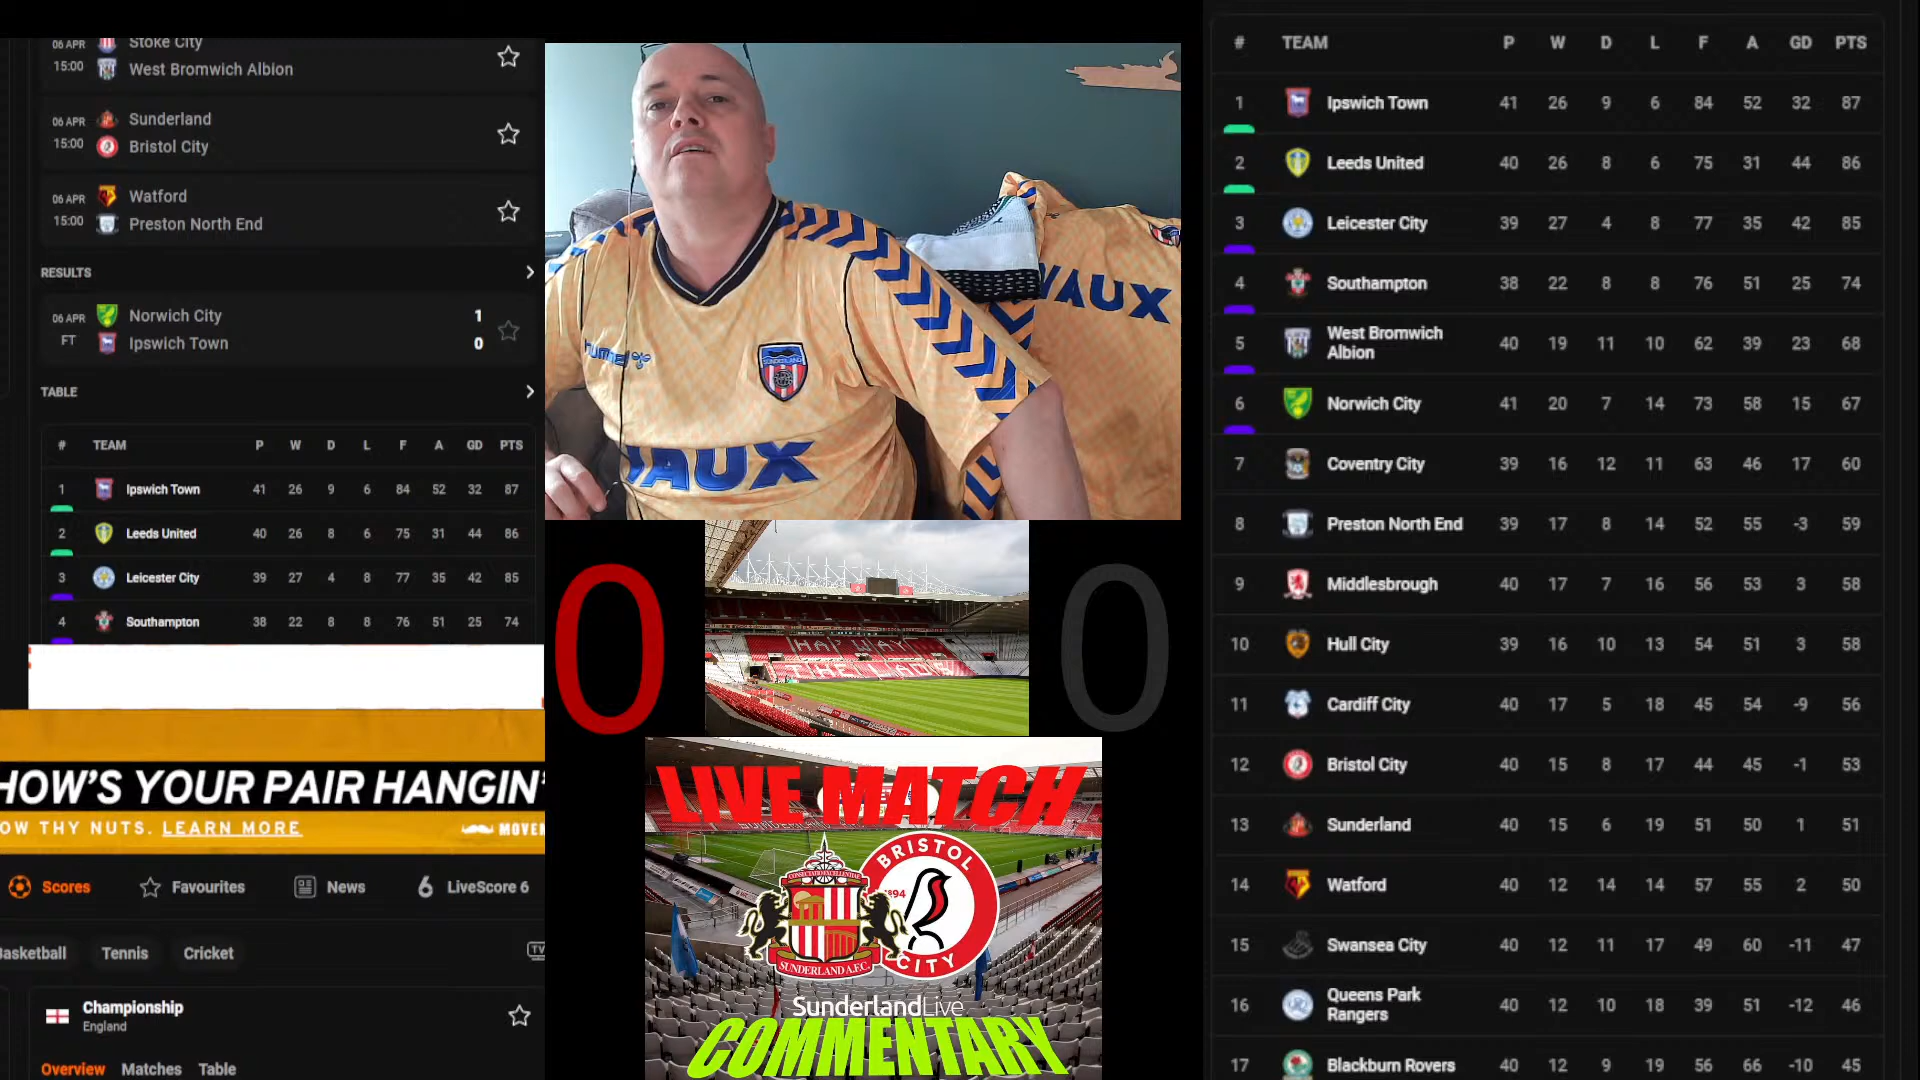 06 APR Stoke City
15:00 West Bromwich Albion
06 APR Sunderland
15:00 Bristol City
06 APR Watford
15:00 Preston North End
RESULTS
06 APR Norwich City 1
FT Ipswich Town 0
TABLE
# TEAM P W D L F A GD PTS
1 Ipswich Town 41 26 9 6 84 52 32 87
2 Leeds United 40 26 8 6 75 31 44 86
3 Leicester City 39 27 4 8 77 35 42 85
4 Southampton 38 22 8 8 76 51 25 74
HOW'S YOUR PAIR HANGIN'
OW THY NUTS. LEARN MORE MOVEM
Scores Favourites News 6 LiveScore 6
Basketball Tennis Cricket TV
Championship
England
Overview Matches Table
VAUX
hummel
SUNDERLAND
VAUX
0 0
HA'WAY
THE LADS
LIVE MATCH
CONSECTATIO EXCELLENTIAE
SUNDERLAND A.F.C.
BRISTOL
1894
CITY
SunderlandLive
COMMENTARY
# TEAM P W D L F A GD PTS
1 Ipswich Town 41 26 9 6 84 52 32 87
2 Leeds United 40 26 8 6 75 31 44 86
3 Leicester City 39 27 4 8 77 35 42 85
4 Southampton 38 22 8 8 76 51 25 74
5 West Bromwich Albion 40 19 11 10 62 39 23 68
6 Norwich City 41 20 7 14 73 58 15 67
7 Coventry City 39 16 12 11 63 46 17 60
8 Preston North End 39 17 8 14 52 55 -3 59
9 Middlesbrough 40 17 7 16 56 53 3 58
10 Hull City 39 16 10 13 54 51 3 58
11 Cardiff City 40 17 5 18 45 54 -9 56
12 Bristol City 40 15 8 17 44 45 -1 53
13 Sunderland 40 15 6 19 51 50 1 51
14 Watford 40 12 14 14 57 55 2 50
15 Swansea City 40 12 11 17 49 60 -11 47
16 Queens Park Rangers 40 12 10 18 39 51 -12 46
17 Blackburn Rovers 40 12 9 19 56 66 -10 45